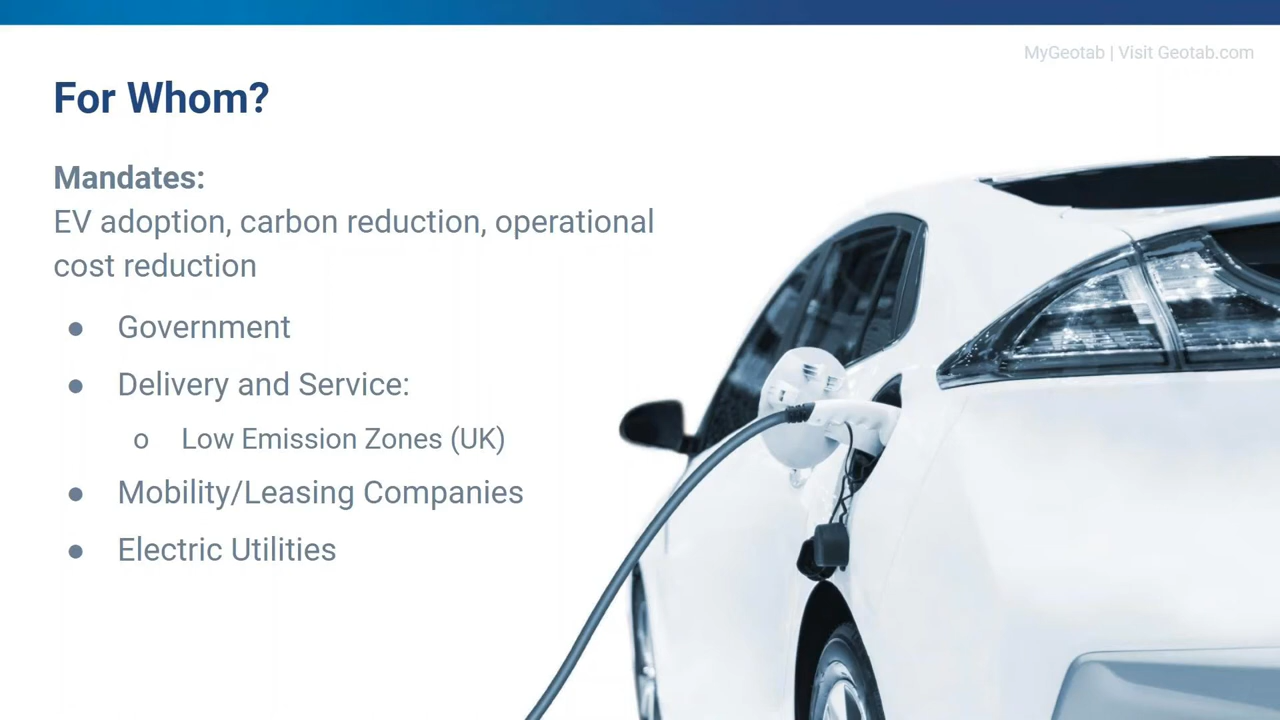 MyGeotab | Visit Geotab.com
For Whom?
Mandates:
EV adoption, carbon reduction, operational
cost reduction
● Government
● Delivery and Service:
o Low Emission Zones (UK)
● Mobility/Leasing Companies
● Electric Utilities